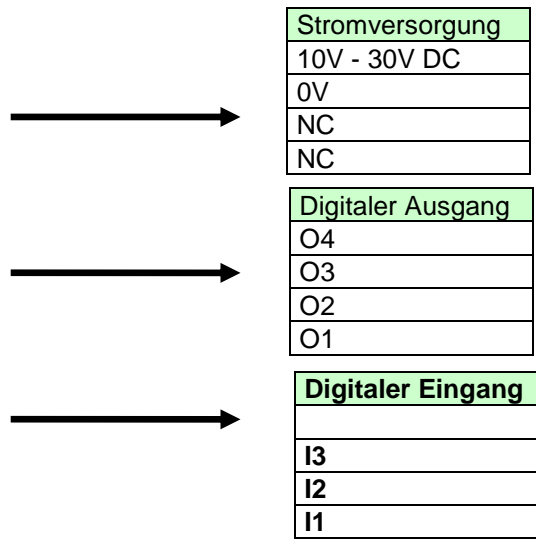 Stromversorgung
10V - 30V DC
0V
NC
NC
Digitaler Ausgang
O4
O3
O2
O1
Digitaler Eingang
I3
I2
I1